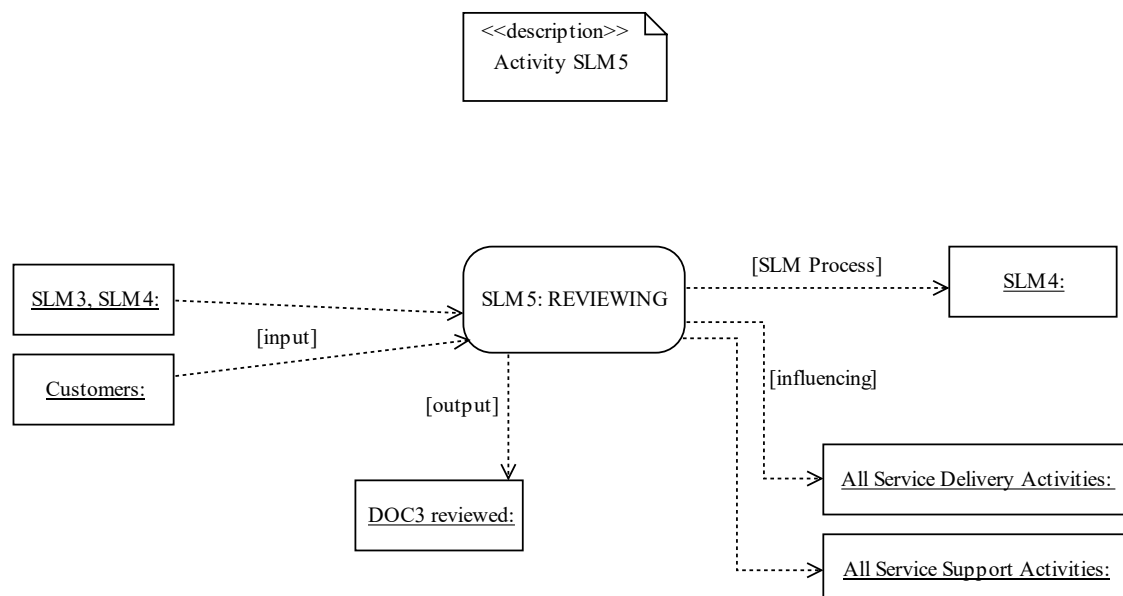 <<description>>
Activity SLM5
[SLM Process]
SLM4:
SLM3, SLM4:
SLM5: REVIEWING
[input]
[influencing]
Customers:
[output]
All Service Delivery Activities:
DOC3 reviewed:
All Service Support Activities: